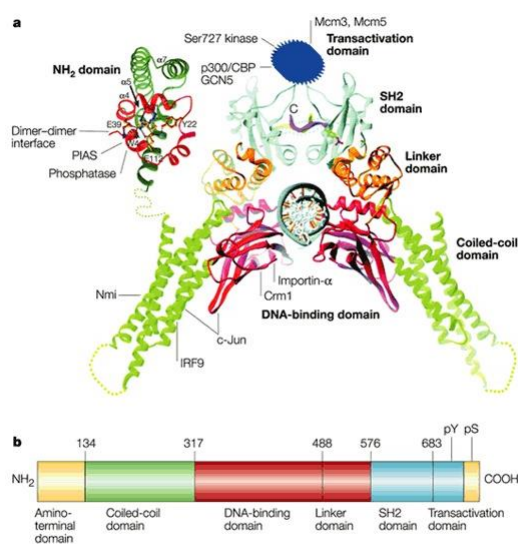 a
Mcm3, Mcm5
Ser727 kinase
Transactivation
domain
p300/CBP
GCN5
NH2 domain
α7
α5
α4
SH2
domain
C
E39
Y22
Dimer–dimer
interface
W4
PIAS
E112
Phosphatase
Linker
domain
Coiled-coil
domain
Importin-α
Crm1
DNA-binding domain
Nmi
c-Jun
IRF9
b
pY pS
134 317 488 576 683
NH2 COOH
Amino-
terminal
domain
Coiled-coil
domain
DNA-binding
domain
Linker
domain
SH2
domain
Transactivation
domain